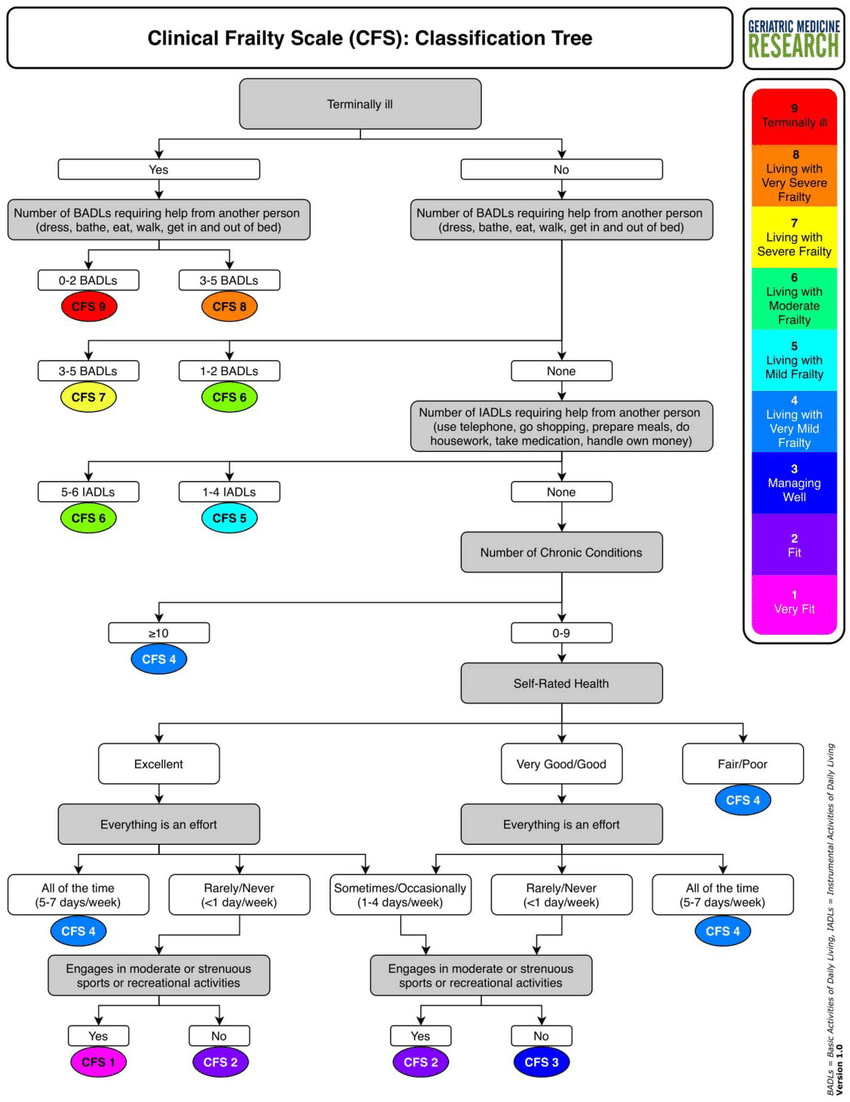 Clinical Frailty Scale (CFS): Classification Tree
GERIATRIC MEDICINE
RESEARCH
Terminally ill
Yes
No
Number of BADLs requiring help from another person
(dress, bathe, eat, walk, get in and out of bed)
Number of BADLs requiring help from another person
(dress, bathe, eat, walk, get in and out of bed)
0-2 BADLs
3-5 BADLs
CFS 9
CFS 8
3-5 BADLs
1-2 BADLs
None
CFS 7
CFS 6
Number of IADLs requiring help from another person
(use telephone, go shopping, prepare meals, do
housework, take medication, handle own money)
5-6 IADLs
1-4 IADLs
None
CFS 6
CFS 5
Number of Chronic Conditions
≥10
0-9
CFS 4
Self-Rated Health
Excellent
Very Good/Good
Fair/Poor
CFS 4
Everything is an effort
Everything is an effort
All of the time
(5-7 days/week)
Rarely/Never
(<1 day/week)
Sometimes/Occasionally
(1-4 days/week)
Rarely/Never
(<1 day/week)
All of the time
(5-7 days/week)
CFS 4
CFS 4
Engages in moderate or strenuous
sports or recreational activities
Engages in moderate or strenuous
sports or recreational activities
Yes
No
Yes
No
CFS 1
CFS 2
CFS 2
CFS 3
9
Terminally ill
8
Living with
Very Severe
Frailty
7
Living with
Severe Frailty
6
Living with
Moderate
Frailty
5
Living with
Mild Frailty
4
Living with
Very Mild
Frailty
3
Managing
Well
2
Fit
1
Very Fit
BADLs = Basic Activities of Daily Living, IADLs = Instrumental Activities of Daily Living
Version 1.0